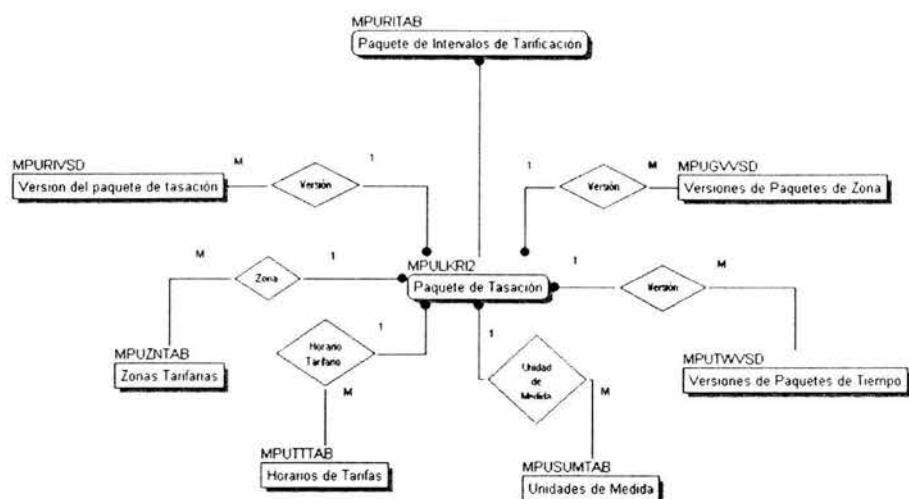 MPURITAB
Paquete de Intervalos de Tarificación
MPURIVSD
Version del paquete de tasación
M
Versión
1
1
Versión
M
MPUGVVSD
Versiones de Paquetes de Zona
M
Zona
1
MPULKRI2
Paquete de Tasación
1
Versión
M
MPUZNTAB
Zonas Tarifarias
Horario
Tarifario
1
M
1
Unidad
de
Medida
M
MPUTWVSD
Versiones de Paquetes de Tiempo
MPUTTTAB
Horarios de Tarifas
MPUSUMTAB
Unidades de Medida